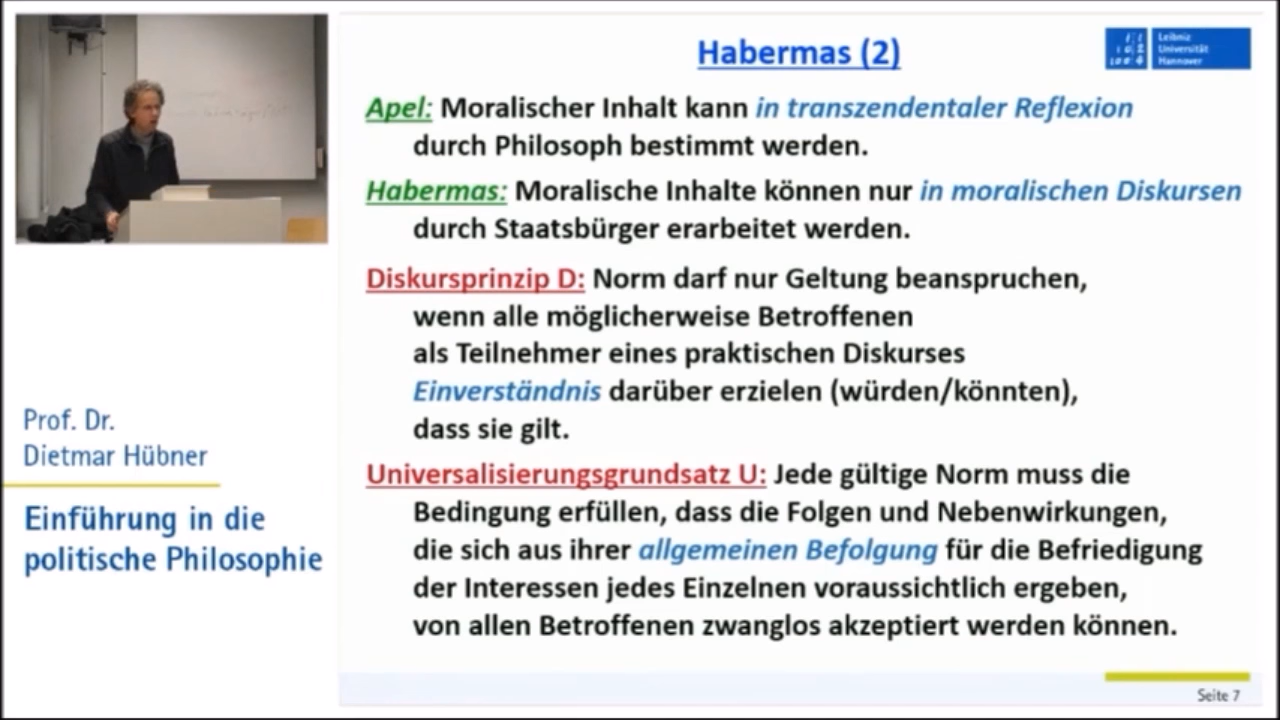 Habermas (2)
Leibniz
Universität
Hannover
Apel: Moralischer Inhalt kann in transzendentaler Reflexion
durch Philosoph bestimmt werden.
Habermas: Moralische Inhalte können nur in moralischen Diskursen
durch Staatsbürger erarbeitet werden.
Diskursprinzip D: Norm darf nur Geltung beanspruchen,
wenn alle möglicherweise Betroffenen
als Teilnehmer eines praktischen Diskurses
Einverständnis darüber erzielen (würden/könnten),
dass sie gilt.
Universalisierungsgrundsatz U: Jede gültige Norm muss die
Bedingung erfüllen, dass die Folgen und Nebenwirkungen,
die sich aus ihrer allgemeinen Befolgung für die Befriedigung
der Interessen jedes Einzelnen voraussichtlich ergeben,
von allen Betroffenen zwanglos akzeptiert werden können.
Prof. Dr.
Dietmar Hübner
Einführung in die
politische Philosophie
Seite 7